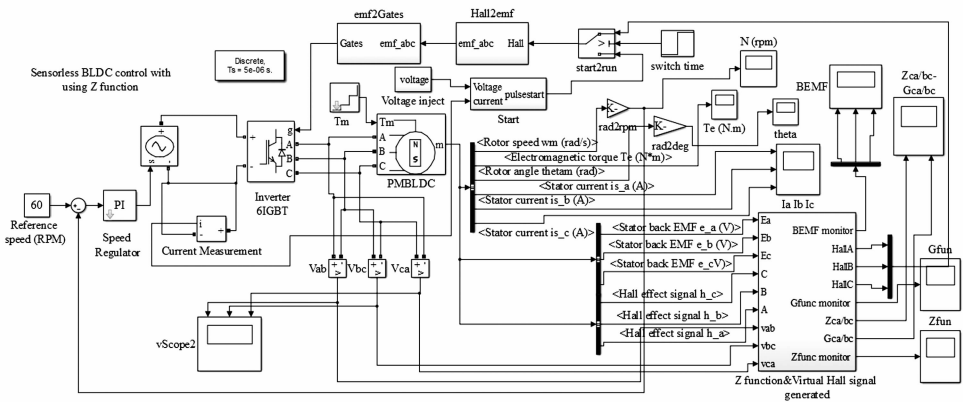 Sensorless BLDC control with
using Z function
Discrete,
Ts = 5e-06 s.
emf2Gates
Gates
emf_abc
Hall2emf
emf_abc
Hall
start2run
switch time
N (rpm)
BEMF
Zca/bc-
Gca/bc
voltage
Voltage inject
Voltage
current
pulsestart
Start
K-
rad2rpm
K-
rad2deg
Te (N.m)
theta
Tm
Tm
A
B
C
m
PMBLDC
g
+
-
A
B
C
Inverter
6IGBT
s
+
-
60
Reference
speed (RPM)
PI
Speed
Regulator
i
+
-
Current Measurement
<Rotor speed wm (rad/s)>
<Electromagnetic torque Te (N*m)>
<Rotor angle thetam (rad)>
<Stator current is_a (A)>
<Stator current is_b (A)>
<Stator current is_c (A)>
Ia Ib Ic
<Stator back EMF e_a (V)>
<Stator back EMF e_b (V)>
<Stator back EMF e_cV)>
<Hall effect signal h_c>
<Hall effect signal h_b>
<Hall effect signal h_a>
Vab
Vbc
Vca
+ -
v
+ -
v
+ -
v
vScope2
Ea
Eb
Ec
C
B
A
vab
vbc
vca
BEMF monitor
HallA
HallB
HallC
Gfunc monitor
Zca/bc
Gca/bc
Zfunc monitor
Z function&Virtual Hall signal
generated
Gfun
Zfun